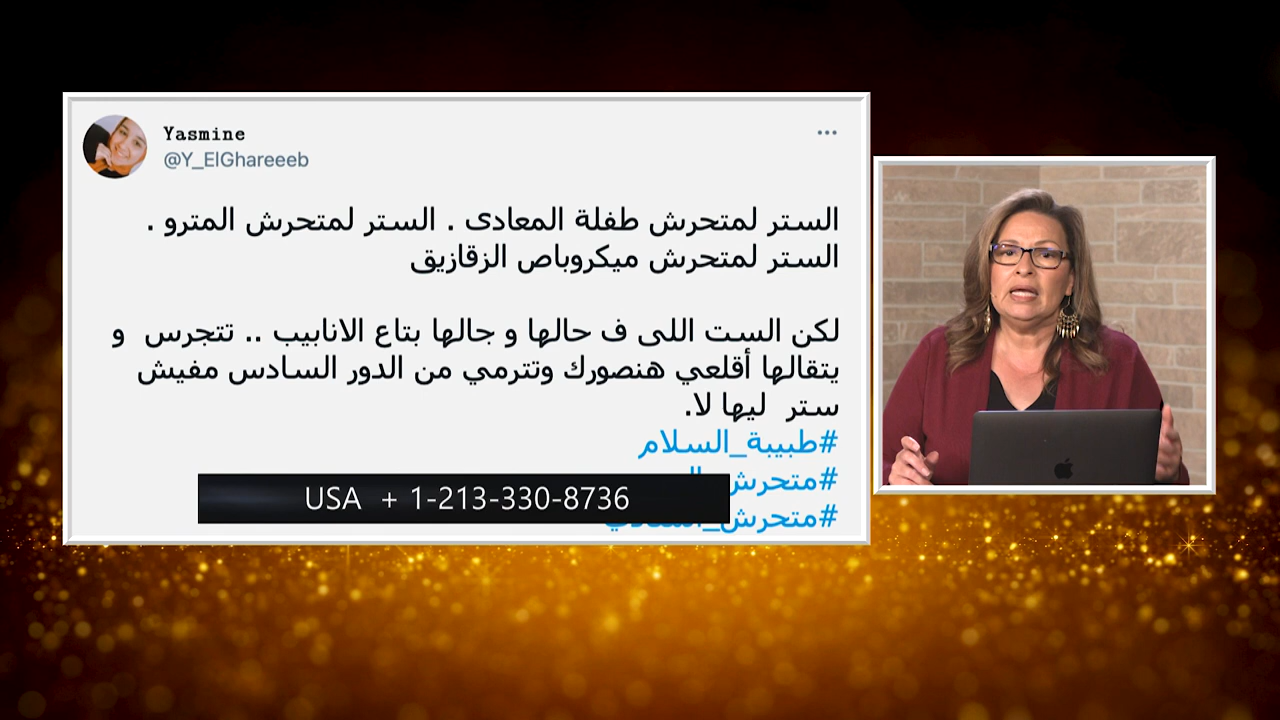 Yasmine
@Y_ElGhareeeb
الستر لمتحرش طفلة المعادى . الستر لمتحرش المترو .
الستر لمتحرش ميكروباص الزقازيق
لكن الست اللى ف حالها و جالها بتاع الانابيب .. تتجرس و
يتقالها أقلعي هنصورك وتترمي من الدور السادس مفيش
ستر ليها لا.
#طبيبة_السلام
#متحرش
#متحرش
USA + 1-213-330-8736